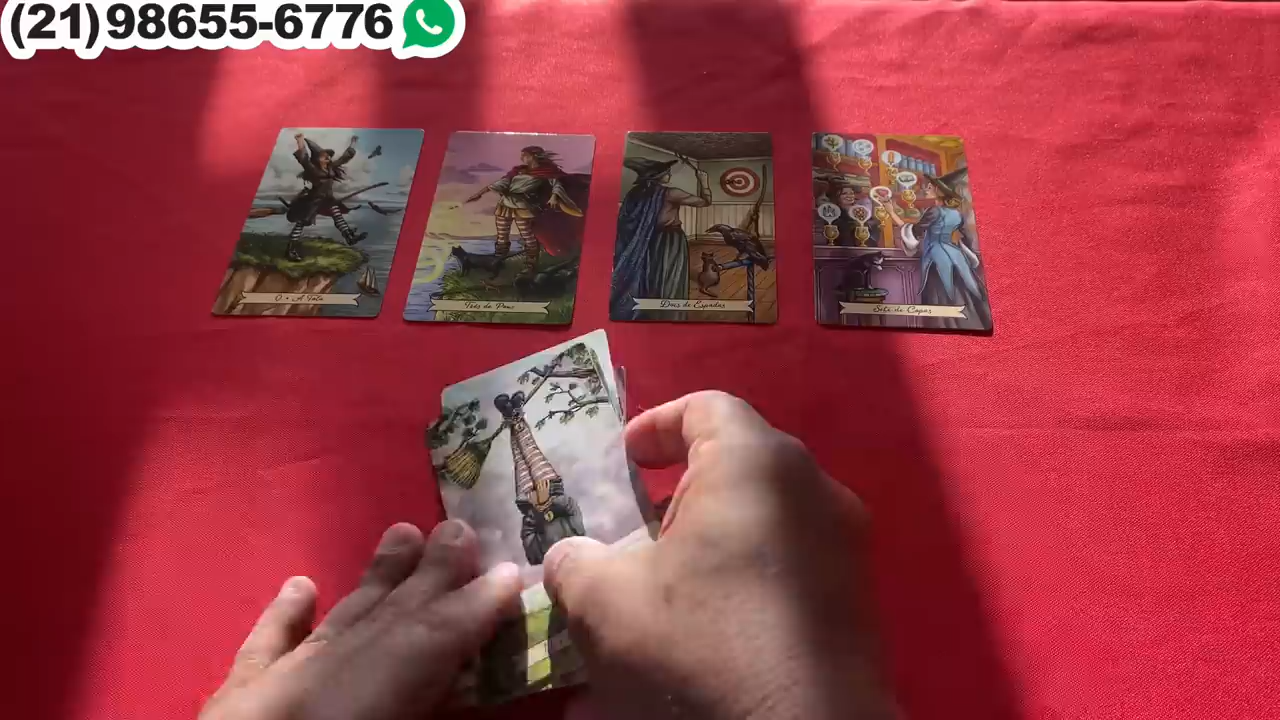 (21)98655-6776
0 • A Tola
Três de Paus
Dois de Espadas
Sete de Copas